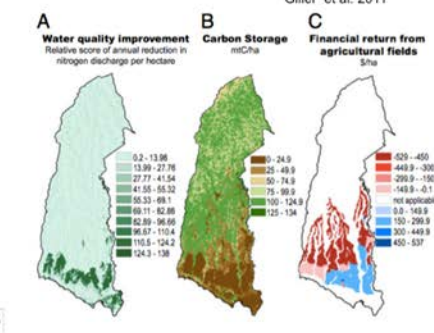 et al. 2011
A
Water quality improvement
Relative score of annual reduction in
nitrogen discharge per hectare
0.2 - 13.98
13.99 - 27.76
27.77 - 41.54
41.55 - 55.32
55.33 - 69.1
69.11 - 82.88
82.89 - 96.66
96.67 - 110.4
110.5 - 124.2
124.3 - 138
B
Carbon Storage
mtC/ha
0 - 24.9
25 - 49.9
50 - 74.9
75 - 99.9
100 - 124.9
125 - 134
C
Financial return from
agricultural fields
$/ha
-529 - -450
-449.9 - -300
-299.9 - -150
-149.9 - -0.1
not applicable
0.0 - 149.9
150 - 299.9
300 - 449.9
450 - 537